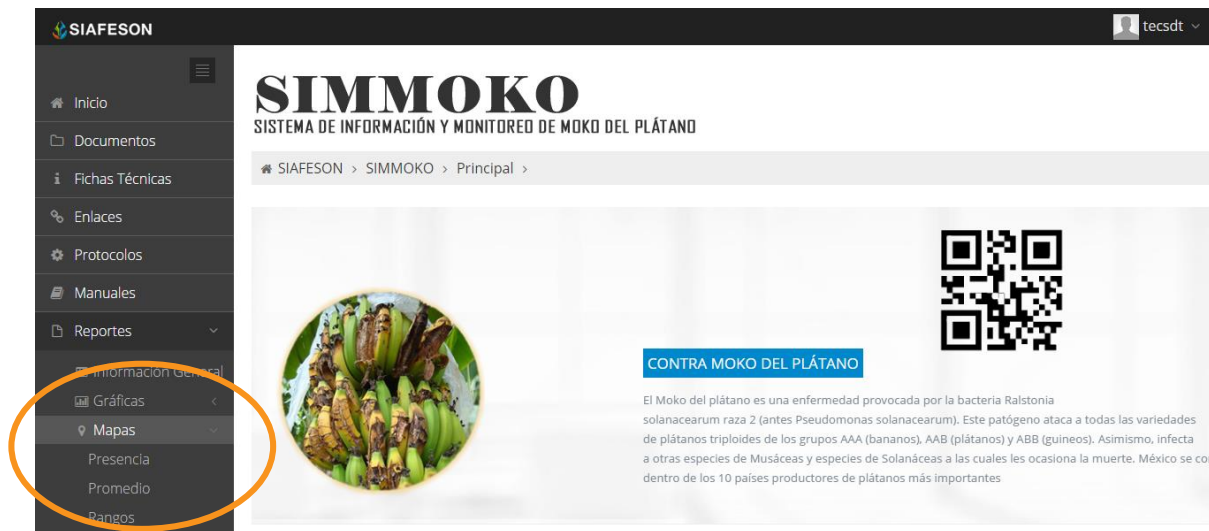 SIAFESON
tecsdt
Inicio
Documentos
Fichas Técnicas
Enlaces
Protocolos
Manuales
Reportes
Información General
Gráficas
Mapas
Presencia
Promedio
Rangos
SIMMOKO
SISTEMA DE INFORMACIÓN Y MONITOREO DE MOKO DEL PLÁTANO
SIAFESON > SIMMOKO > Principal >
CONTRA MOKO DEL PLÁTANO
El Moko del plátano es una enfermedad provocada por la bacteria Ralstonia
solanacearum raza 2 (antes Pseudomonas solanacearum). Este patógeno ataca a todas las variedades
de plátanos triploides de los grupos AAA (bananos), AAB (plátanos) y ABB (guineos). Asimismo, infecta
a otras especies de Musáceas y especies de Solanáceas a las cuales les ocasiona la muerte. México se co
dentro de los 10 países productores de plátanos más importantes